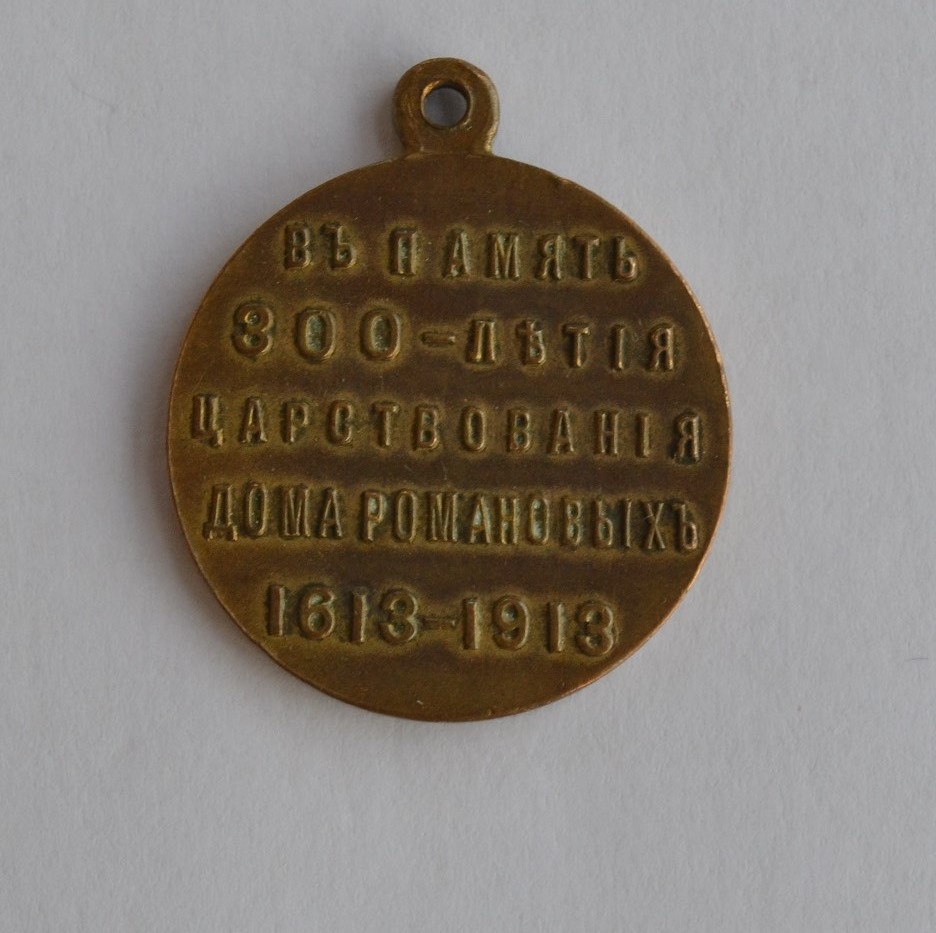 ВЪ ПАМЯТЬ
300-ЛѢТІЯ
ЦАРСТВОВАНІЯ
ДОМА РОМАНОВЫХЪ
1613-1913